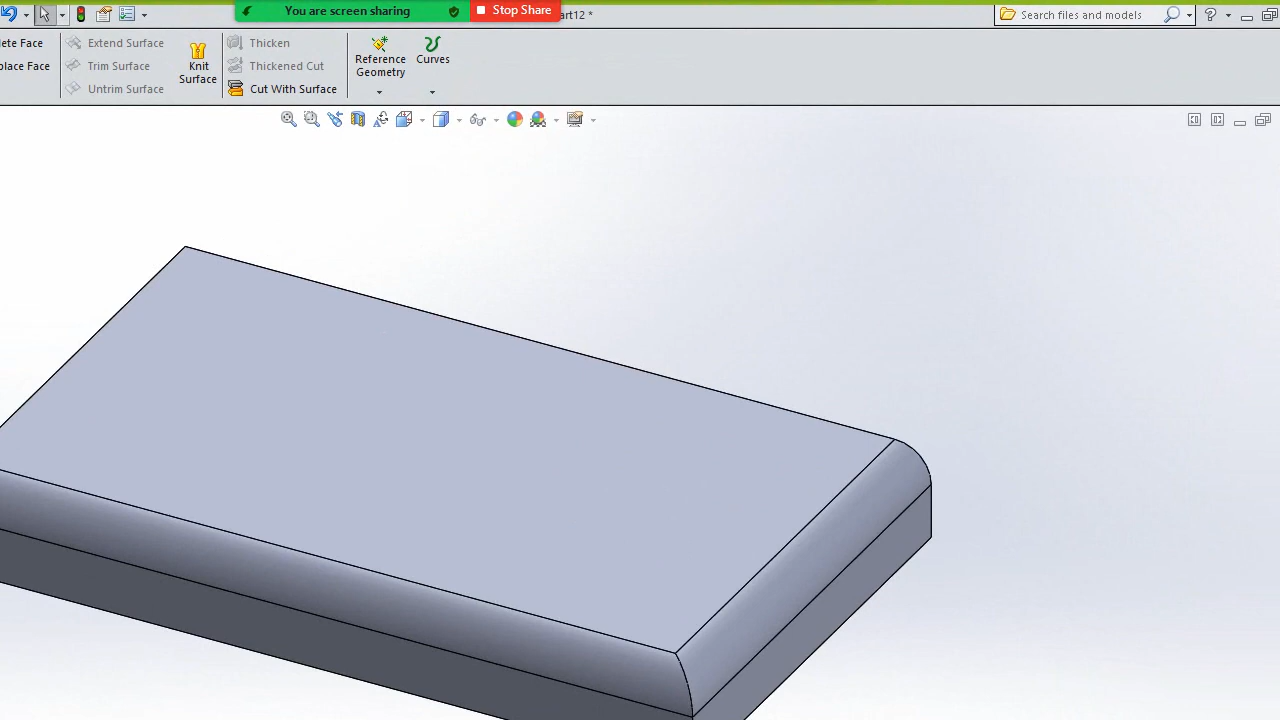 You are screen sharing
Stop Share
art12 *
Search files and models
ete Face
place Face
Extend Surface
Trim Surface
Untrim Surface
Knit
Surface
Thicken
Thickened Cut
Cut With Surface
Reference
Geometry
Curves